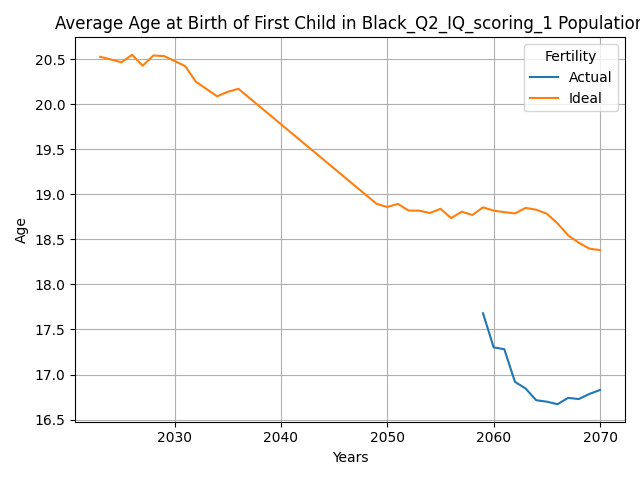 Average Age at Birth of First Child in Black_Q2_IQ_scoring_1 Population
Fertility
Actual
Ideal
20.5
20.0
19.5
19.0
18.5
18.0
17.5
17.0
16.5
Age
2030 2040 2050 2060 2070
Years